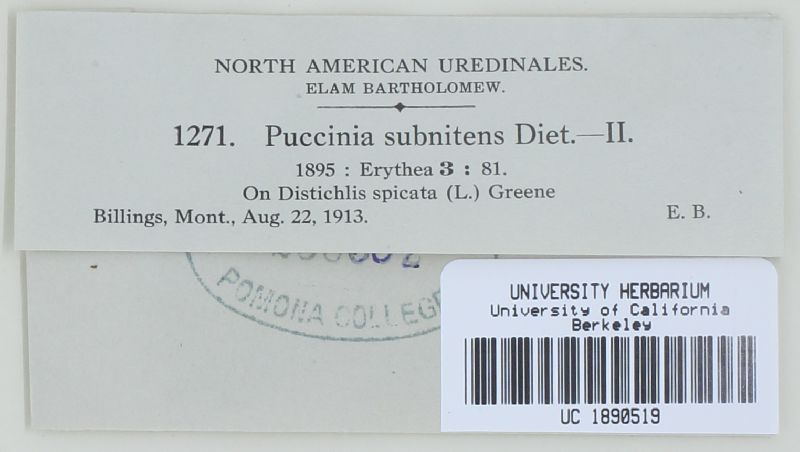 NORTH AMERICAN UREDINALES.
ELAM BARTHOLOMEW.
1271. Puccinia subnitens Diet.—II.
1895 : Erythea 3 : 81.
On Distichlis spicata (L.) Greene
Billings, Mont., Aug. 22, 1913. E. B.
POMONA COLLEGE
UNIVERSITY HERBARIUM
University of California
Berkeley
UC 1890519